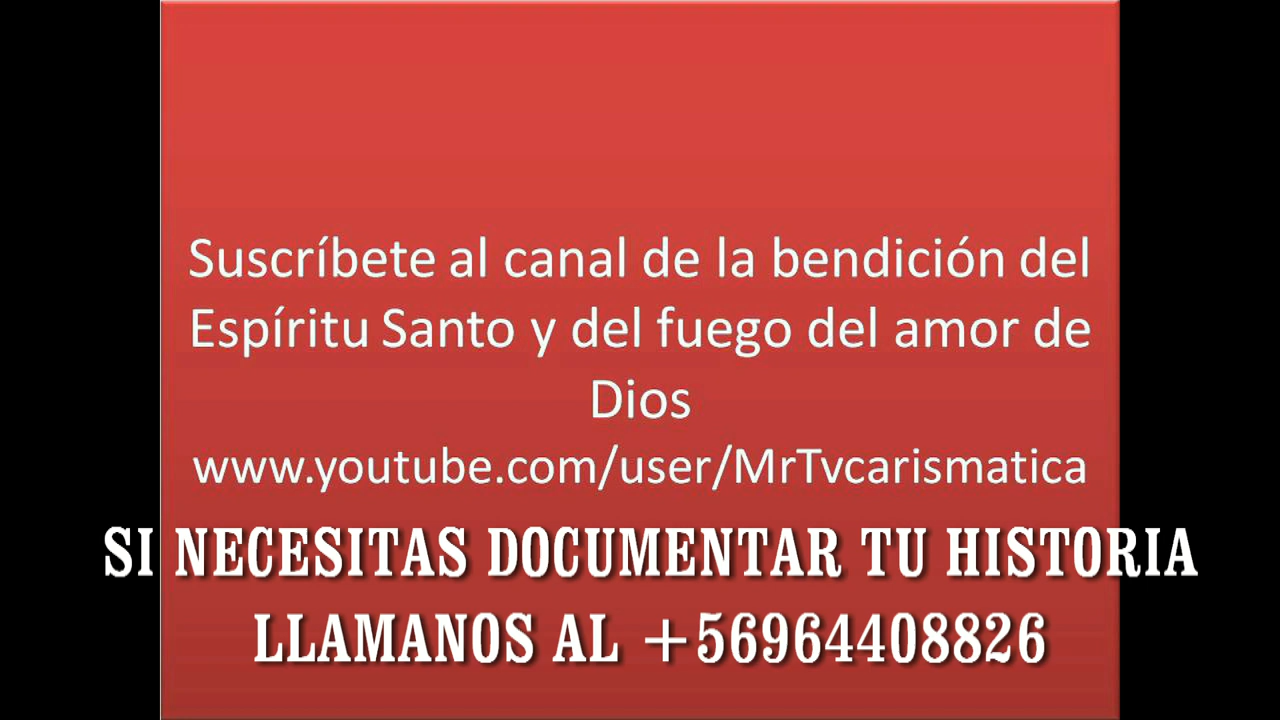 Suscríbete al canal de la bendición del
Espíritu Santo y del fuego del amor de
Dios
www.youtube.com/user/MrTvcarismatica
SI NECESITAS DOCUMENTAR TU HISTORIA
LLAMANOS AL +56964408826